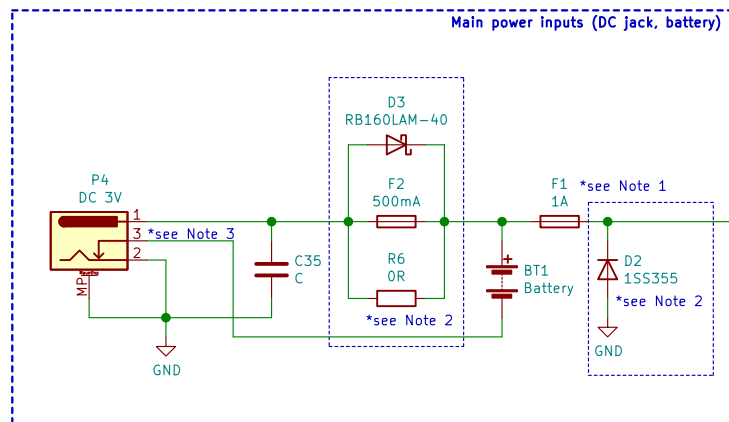 Main power inputs (DC jack, battery)
D3
RB160LAM-40
P4
DC 3V
F2
500mA
F1
1A
*see Note 1
1
3
2
*see Note 3
MP
C35
C
R6
0R
*see Note 2
+
BT1
Battery
D2
1SS355
*see Note 2
GND
GND